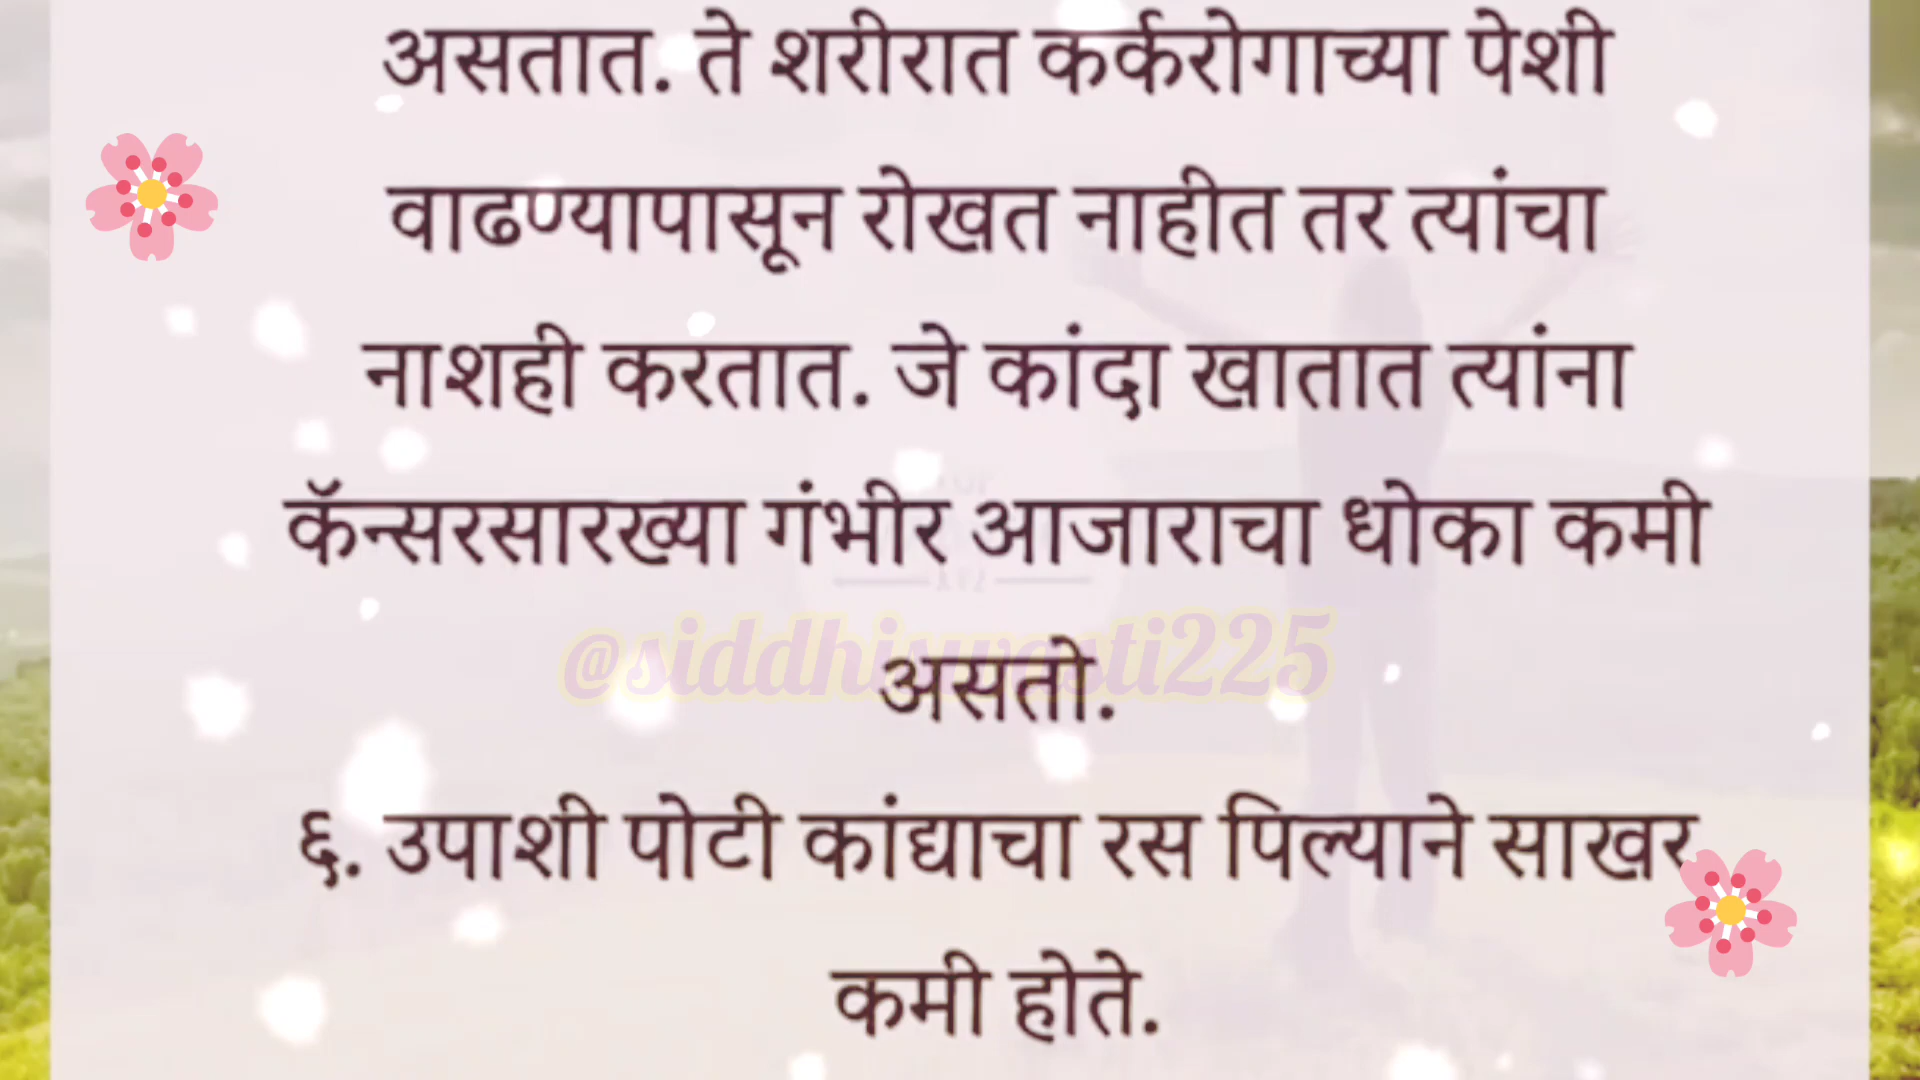 असतात. ते शरीरात कर्करोगाच्या पेशी
वाढण्यापासून रोखत नाहीत तर त्यांचा
नाशही करतात. जे कांदा खातात त्यांना
कॅन्सरसारख्या गंभीर आजाराचा धोका कमी
@siddhiswasti225
असतो.
६. उपाशी पोटी कांद्याचा रस पिल्याने साखर
कमी होते.